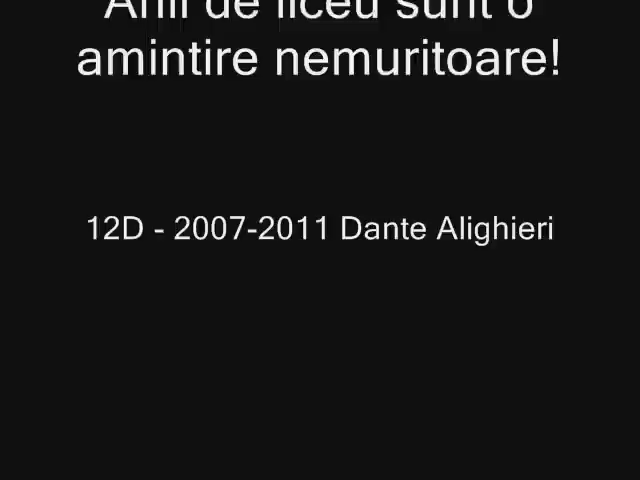 Anii de liceu sunt o
amintire nemuritoare!
12D - 2007-2011 Dante Alighieri